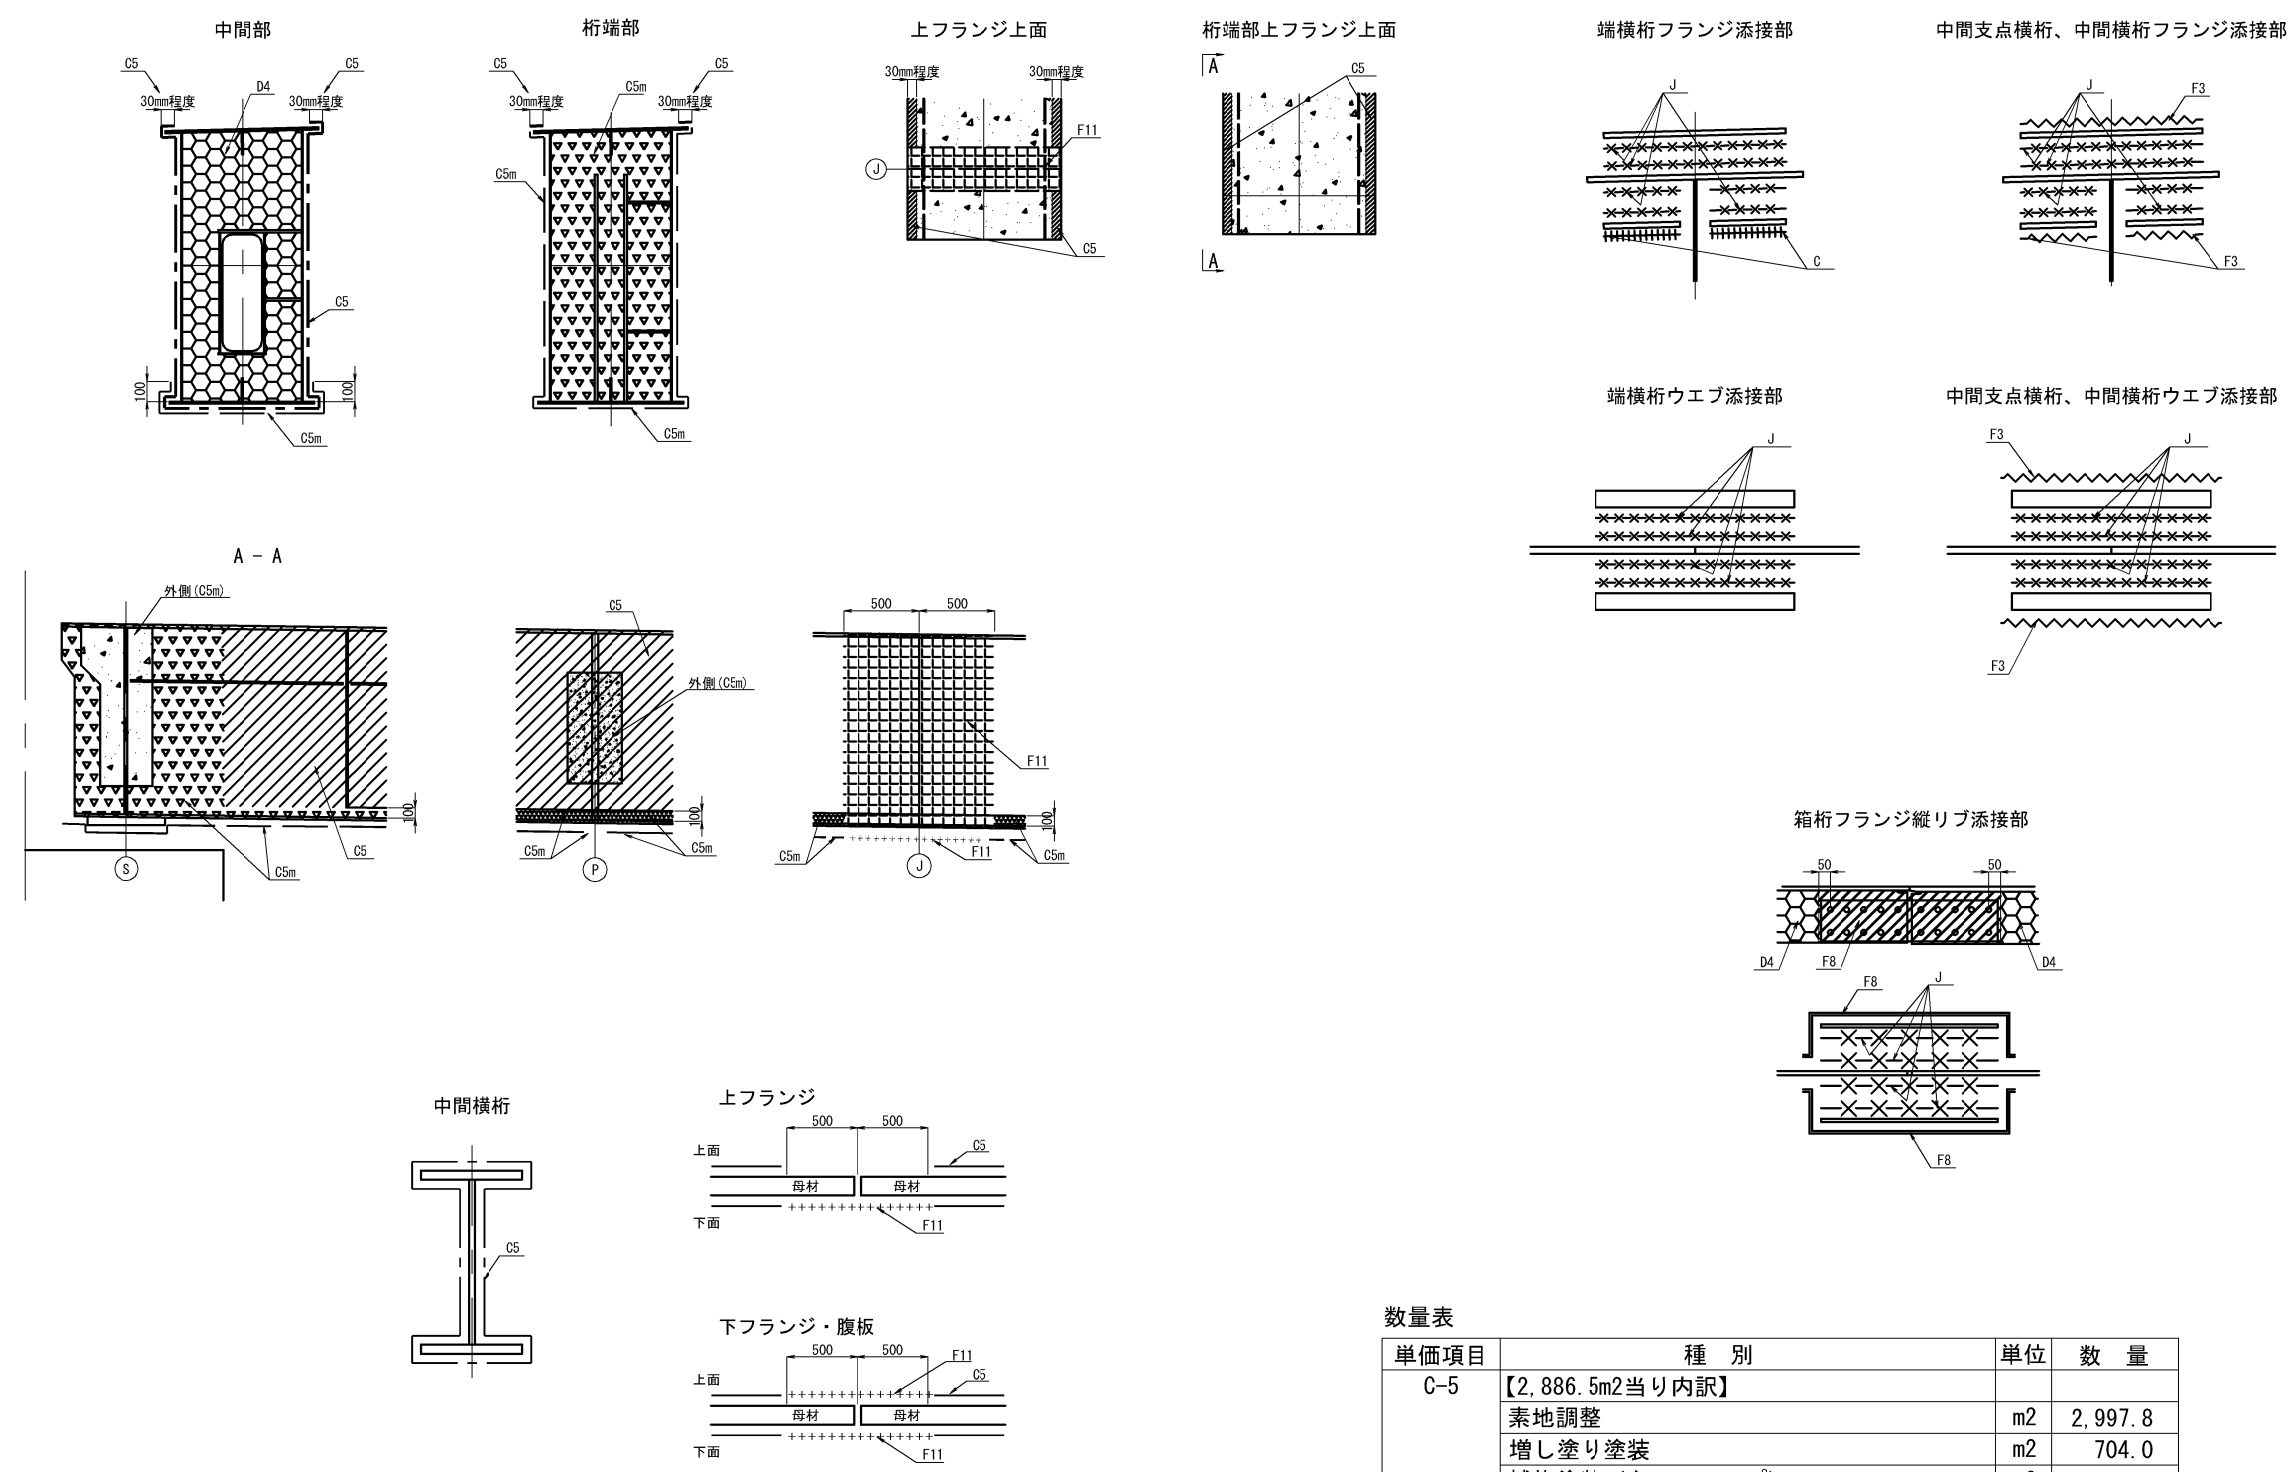 中間部
C5
C5
D4
30mm程度
30mm程度
C5
100
100
C5m
桁端部
C5
C5
C5m
30mm程度
30mm程度
C5m
C5m
上フランジ上面
30mm程度
30mm程度
F11
J
C5
桁端部上フランジ上面
A
C5
A
端横桁フランジ添接部
J
C
中間支点横桁、中間横桁フランジ添接部
J
F3
F3
端横桁ウエブ添接部
J
中間支点横桁、中間横桁ウエブ添接部
F3
J
F3
A - A
外側(C5m)
100
C5
C5m
S
C5
外側(C5m)
100
C5m
C5m
P
500
500
F11
100
C5m
F11
C5m
J
箱桁フランジ縦リブ添接部
50
50
D4
F8
D4
F8
J
F8
中間横桁
C5
上フランジ
500
500
上面
C5
母材
母材
下面
F11
下フランジ・腹板
500
500
F11
上面
C5
母材
母材
下面
F11
数量表
単価項目 種 別 単位 数 量
C-5 【2,886.5m2当り内訳】
素地調整 m2 2,997.8
増し塗り塗装 m2 704.0